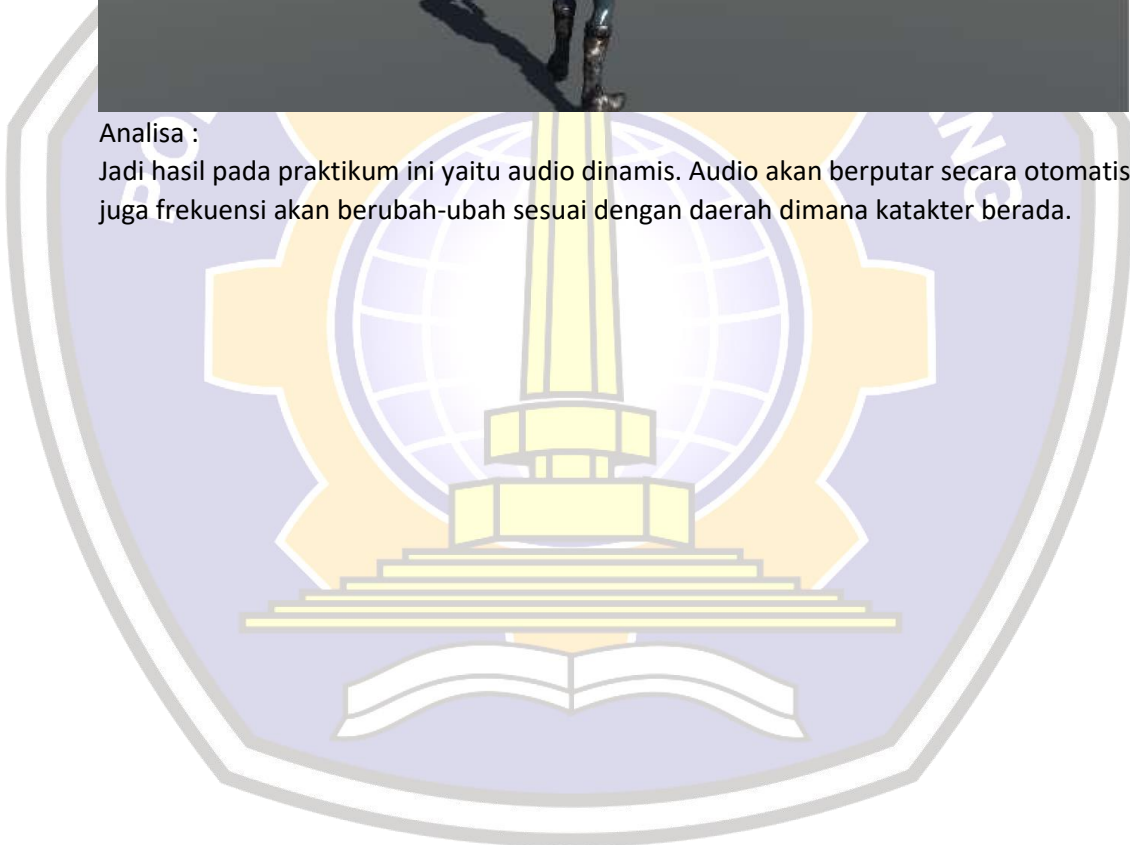 Analisa :
Jadi hasil pada praktikum ini yaitu audio dinamis. Audio akan berputar secara otomatis
juga frekuensi akan berubah-ubah sesuai dengan daerah dimana katakter berada.